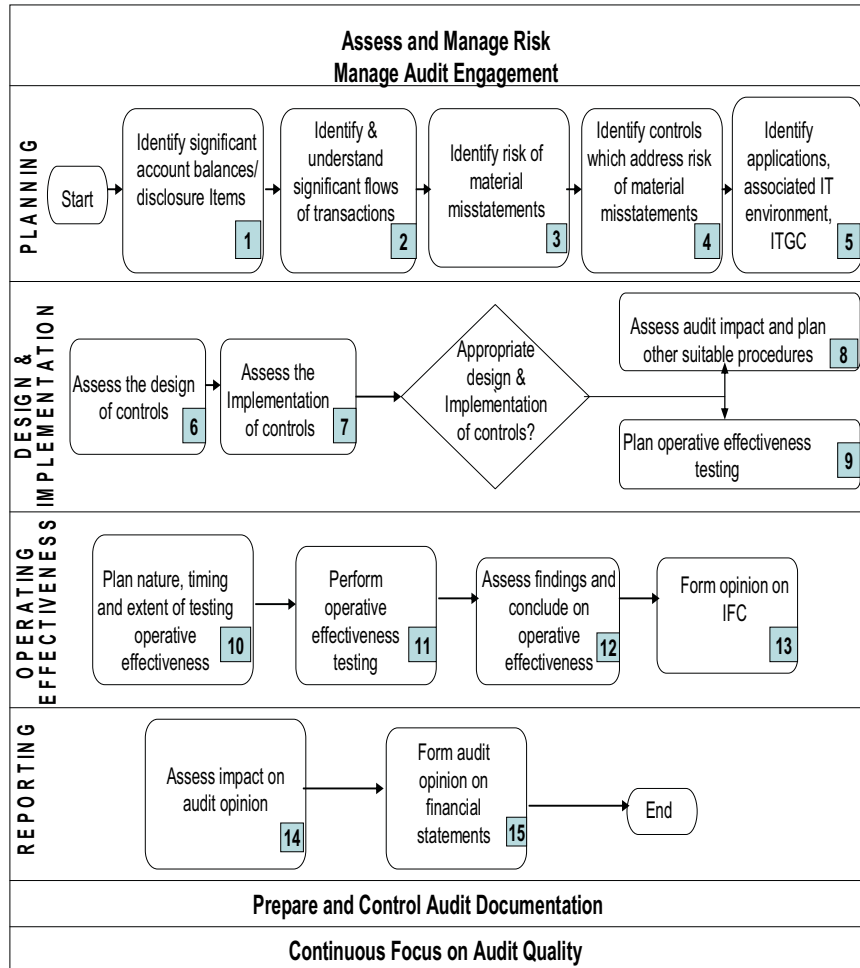 Assess and Manage Risk
Manage Audit Engagement
PLANNING
Start
Identify significant
account balances/
disclosure Items
1
Identify &
understand
significant flows
of transactions
2
Identify risk of
material
misstatements
3
Identify controls
which address risk
of material
misstatements
4
Identify
applications,
associated IT
environment,
ITGC
5
DESIGN &
IMPLEMENTATION
Assess the design
of controls
6
Assess the
Implementation
of controls
7
Appropriate
design &
Implementation
of controls?
Assess audit impact and plan
other suitable procedures
8
Plan operative effectiveness
testing
9
OPERATING
EFFECTIVENESS
Plan nature, timing
and extent of testing
operative
effectiveness
10
Perform
operative
effectiveness
testing
11
Assess findings and
conclude on
operative
effectiveness
12
Form opinion on
IFC
13
REPORTING
Assess impact on
audit opinion
14
Form audit
opinion on
financial
statements
15
End
Prepare and Control Audit Documentation
Continuous Focus on Audit Quality